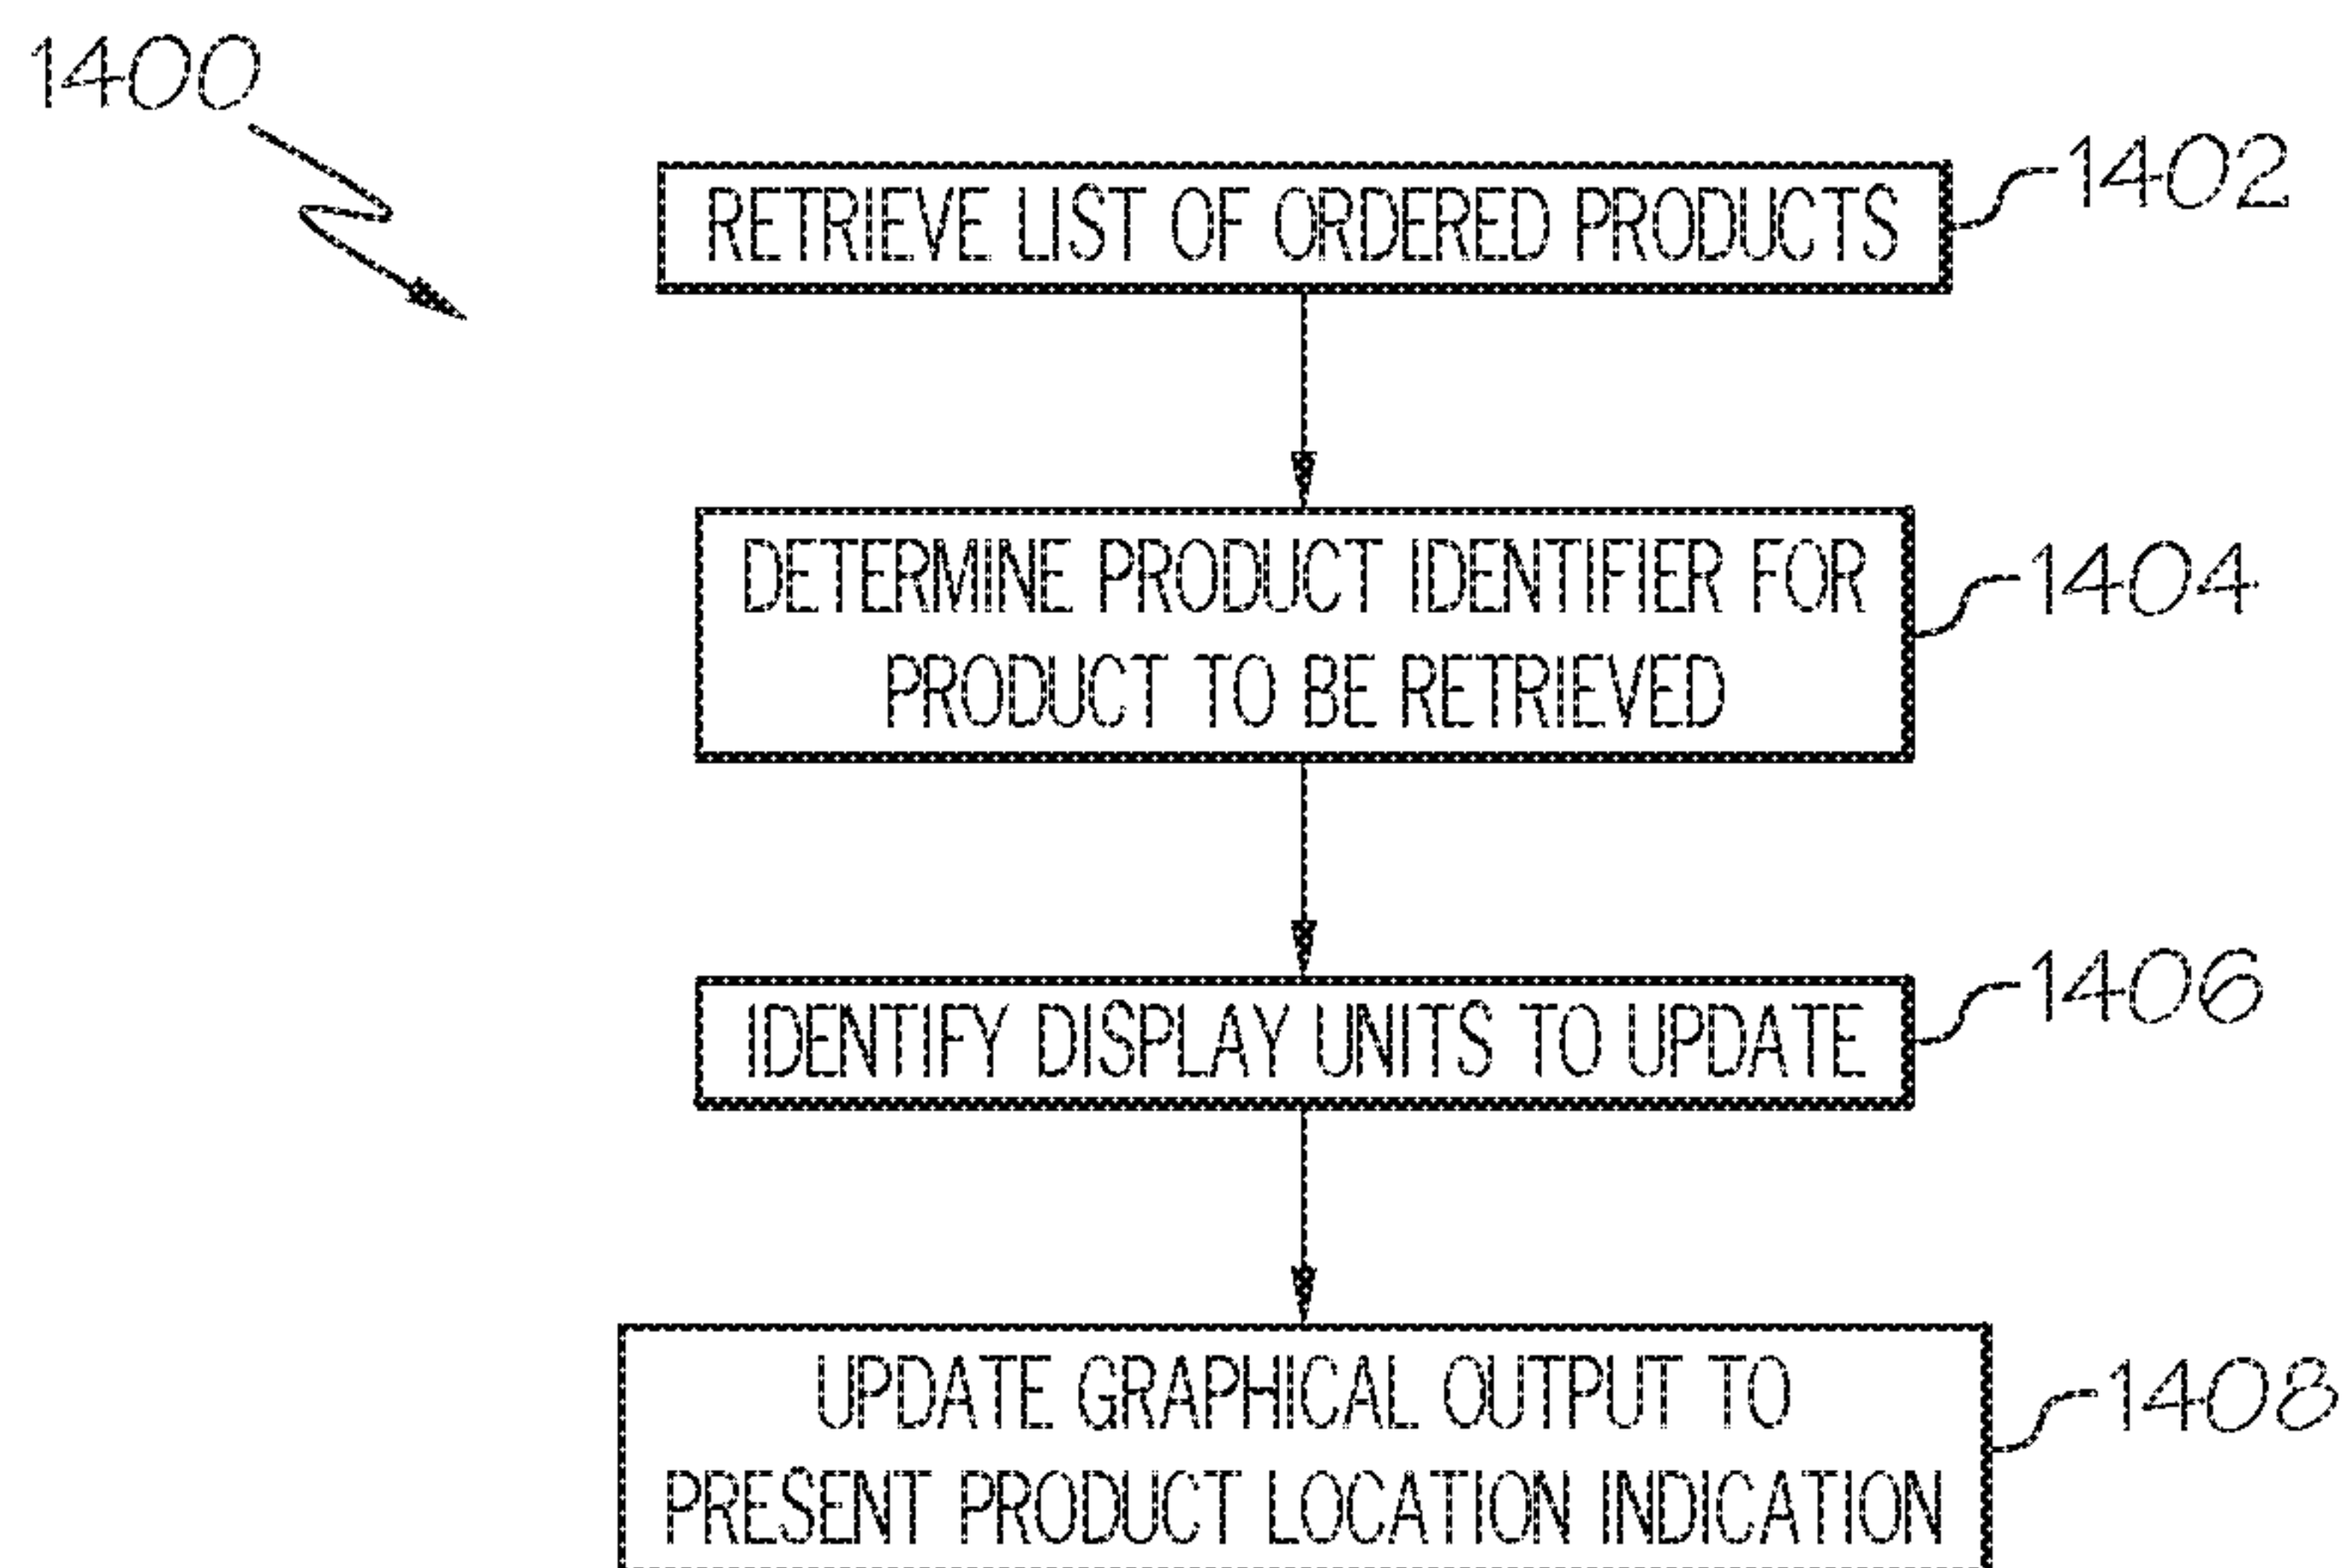 1400
RETRIEVE LIST OF ORDERED PRODUCTS
1402
DETERMINE PRODUCT IDENTIFIER FOR
PRODUCT TO BE RETRIEVED
1404
IDENTIFY DISPLAY UNITS TO UPDATE
1406
UPDATE GRAPHICAL OUTPUT TO
PRESENT PRODUCT LOCATION INDICATION
1408